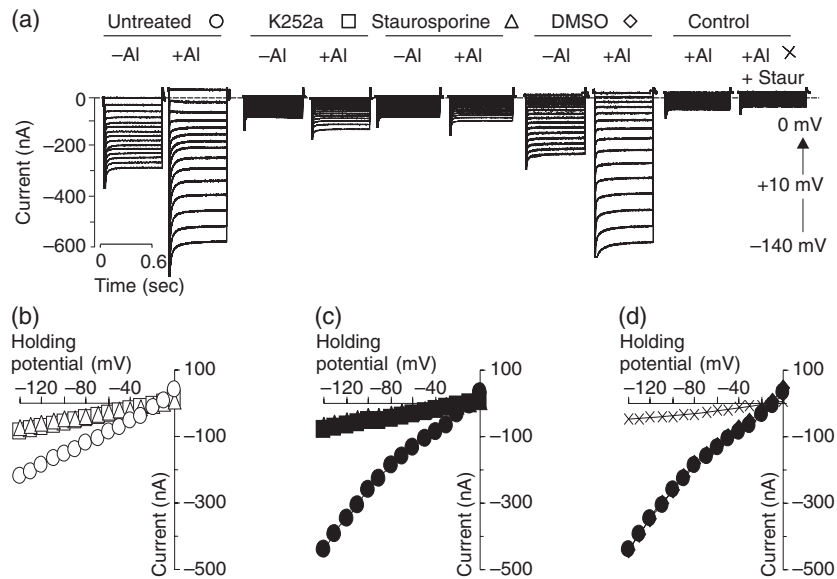 (a)
Untreated ○ K252a □ Staurosporine △ DMSO ◇ Control
−Al +Al −Al +Al −Al +Al −Al +Al +Al +Al ×
+ Staur
0
−200
−400
−600
Current (nA)
0 0.6
Time (sec)
0 mV
+10 mV
−140 mV
(b)
Holding
potential (mV)
−120 −80 −40
100
−100
−300
−500
Current (nA)
(c)
Holding
potential (mV)
−120 −80 −40
100
−100
−300
−500
Current (nA)
(d)
Holding
potential (mV)
−120 −80 −40
100
−100
−300
−500
Current (nA)